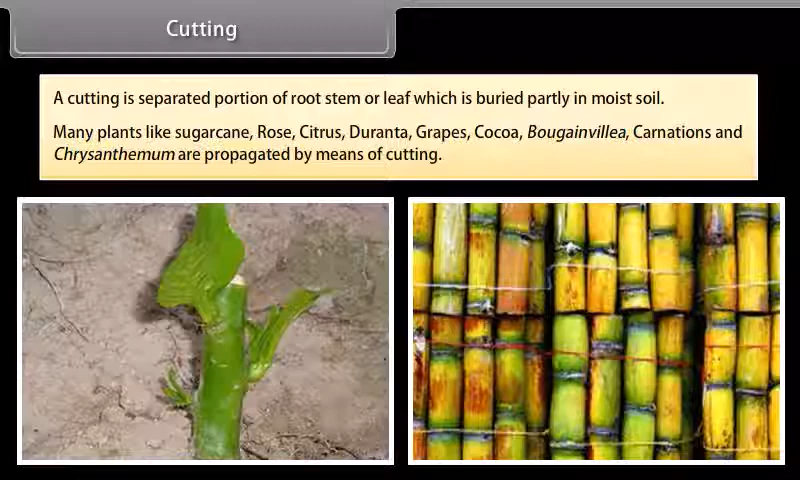 Cutting
A cutting is separated portion of root stem or leaf which is buried partly in moist soil.
Many plants like sugarcane, Rose, Citrus, Duranta, Grapes, Cocoa, Bougainvillea, Carnations and
Chrysanthemum are propagated by means of cutting.